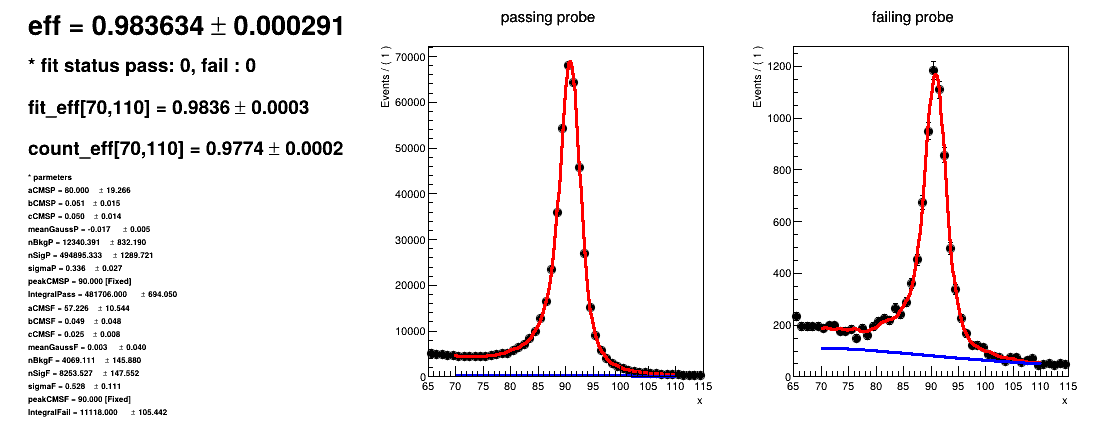 eff = 0.983634 ± 0.000291
* fit status pass: 0, fail : 0
fit_eff[70,110] = 0.9836 ± 0.0003
count_eff[70,110] = 0.9774 ± 0.0002
* parmeters
aCMSP = 80.000 ± 19.266
bCMSP = 0.051 ± 0.015
cCMSP = 0.050 ± 0.014
meanGaussP = -0.017 ± 0.005
nBkgP = 12340.391 ± 832.190
nSigP = 494895.333 ± 1289.721
sigmaP = 0.336 ± 0.027
peakCMSP = 90.000 [Fixed]
IntegralPass = 481706.000 ± 694.050
aCMSF = 57.226 ± 10.544
bCMSF = 0.049 ± 0.048
cCMSF = 0.025 ± 0.008
meanGaussF = 0.003 ± 0.040
nBkgF = 4069.111 ± 145.880
nSigF = 8253.527 ± 147.552
sigmaF = 0.528 ± 0.111
peakCMSF = 90.000 [Fixed]
IntegralFail = 11118.000 ± 105.442
passing probe
Events / ( 1 )
70000
60000
50000
40000
30000
20000
10000
0
65 70 75 80 85 90 95 100 105 110 115
x
failing probe
Events / ( 1 )
1200
1000
800
600
400
200
0
65 70 75 80 85 90 95 100 105 110 115
x